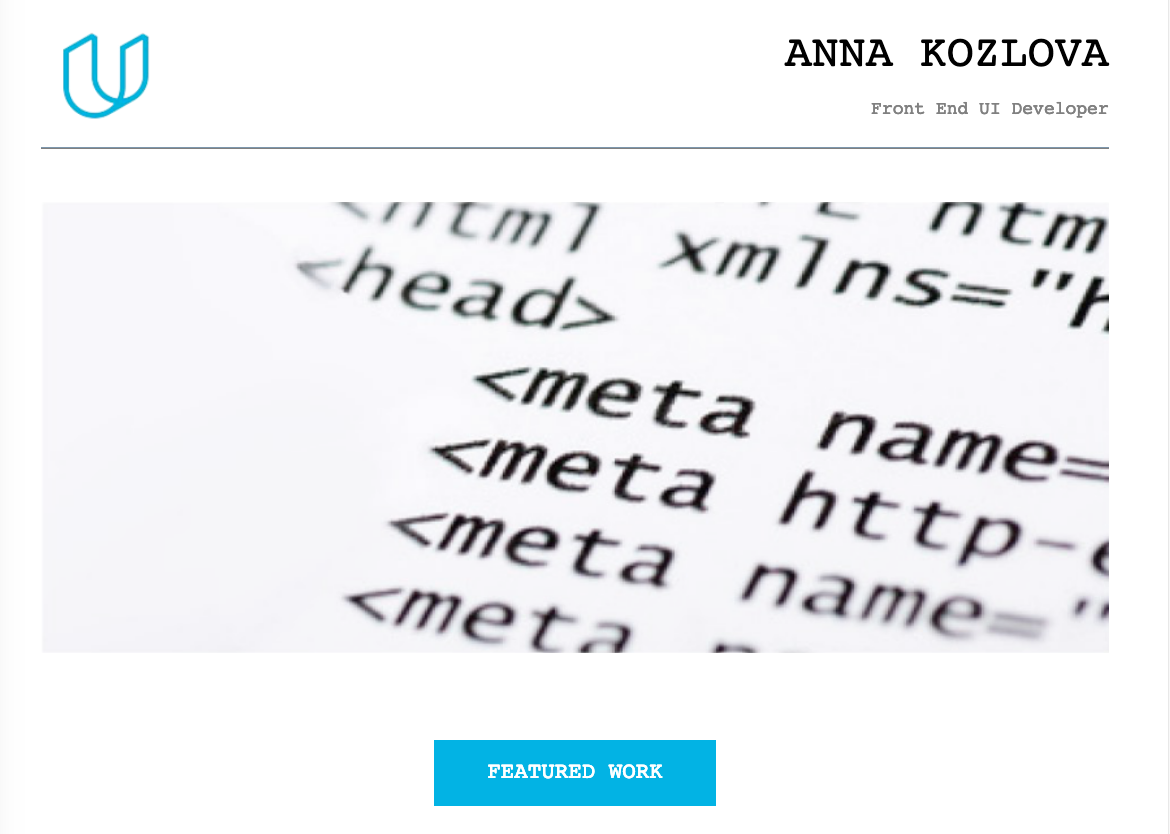 ANNA KOZLOVA
Front End UI Developer
<html xmlns="h
<head>
<meta name=
<meta http-e
<meta name="
<meta
FEATURED WORK